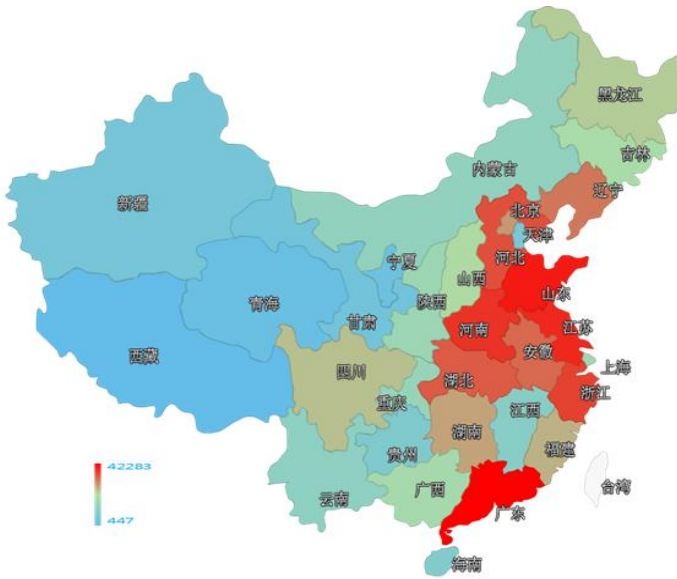 黑龙江
吉林
内蒙古
辽宁
新疆
北京
天津
宁夏
河北
山西
青海
陕西
山东
甘肃
河南
江苏
西藏
安徽
上海
四川
湖北
浙江
重庆
江西
湖南
福建
贵州
广西
台湾
云南
广东
海南
42283
447